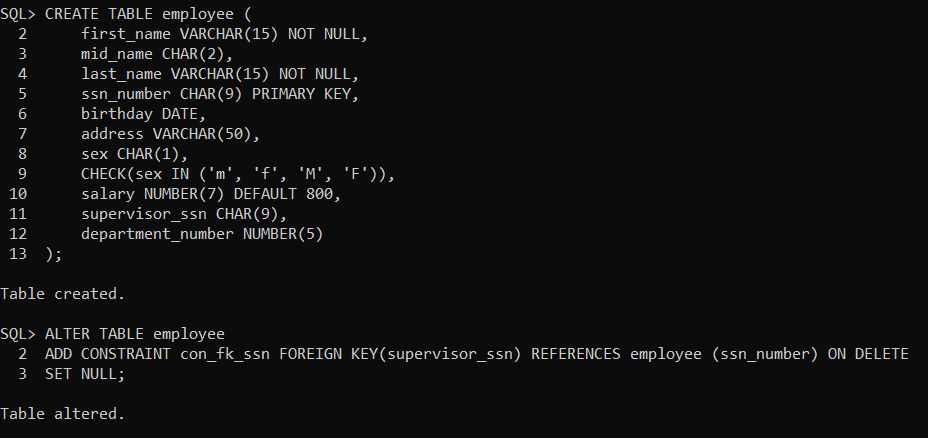 SQL> CREATE TABLE employee (
  2      first_name VARCHAR(15) NOT NULL,
  3      mid_name CHAR(2),
  4      last_name VARCHAR(15) NOT NULL,
  5      ssn_number CHAR(9) PRIMARY KEY,
  6      birthday DATE,
  7      address VARCHAR(50),
  8      sex CHAR(1),
  9      CHECK(sex IN ('m', 'f', 'M', 'F')),
 10      salary NUMBER(7) DEFAULT 800,
 11      supervisor_ssn CHAR(9),
 12      department_number NUMBER(5)
 13  );
Table created.
SQL> ALTER TABLE employee
  2  ADD CONSTRAINT con_fk_ssn FOREIGN KEY(supervisor_ssn) REFERENCES employee (ssn_number) ON DELETE
  3  SET NULL;
Table altered.